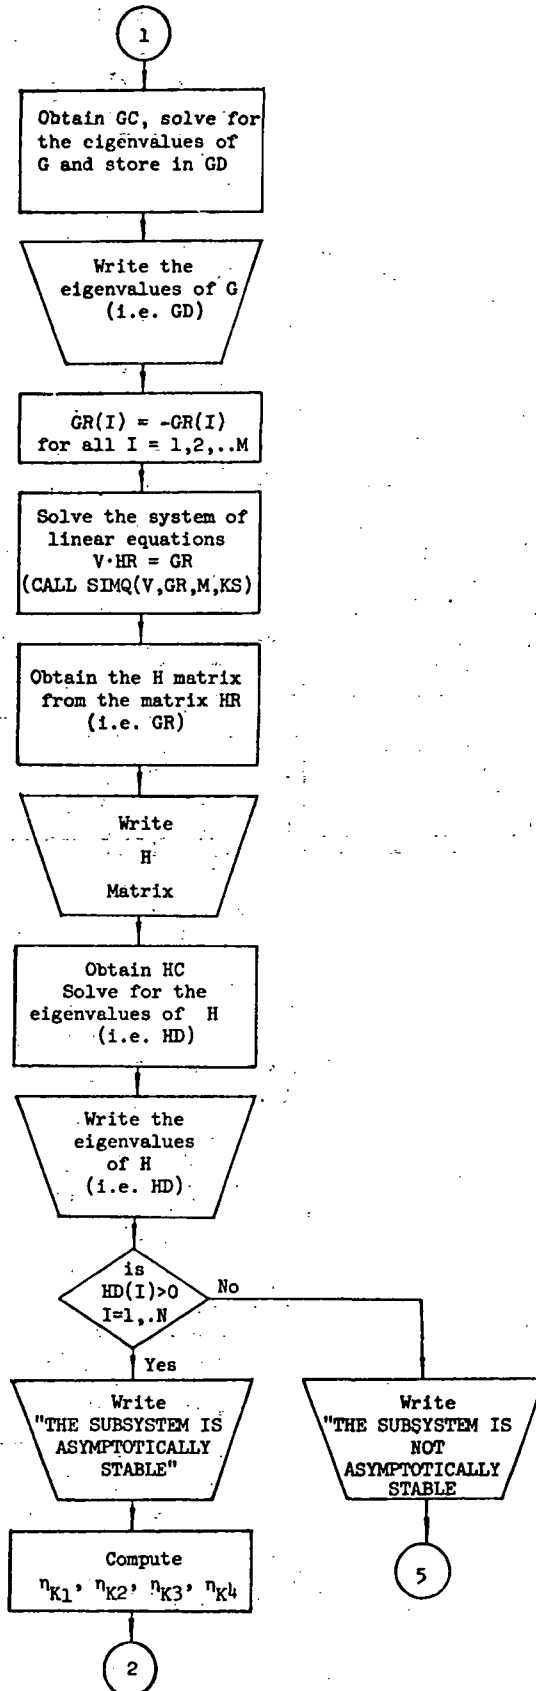 1
Obtain GC, solve for
the eigenvalues of
G and store in GD
Write the
eigenvalues of G
(i.e. GD)
GR(I) = -GR(I)
for all I = 1,2,..M
Solve the system of
linear equations
V·HR = GR
(CALL SIMQ(V,GR,M,KS)
Obtain the H matrix
from the matrix HR
(i.e. GR)
Write
H
Matrix
Obtain HC
Solve for the
eigenvalues of H
(i.e. HD)
Write the
eigenvalues
of H
(i.e. HD)
is
HD(I)>0
I=1,.N
No
Yes
Write
"THE SUBSYSTEM IS
ASYMPTOTICALLY
STABLE"
Write
"THE SUBSYSTEM IS
NOT
ASYMPTOTICALLY
STABLE
Compute
ηK1, ηK2, ηK3, ηK4
5
2